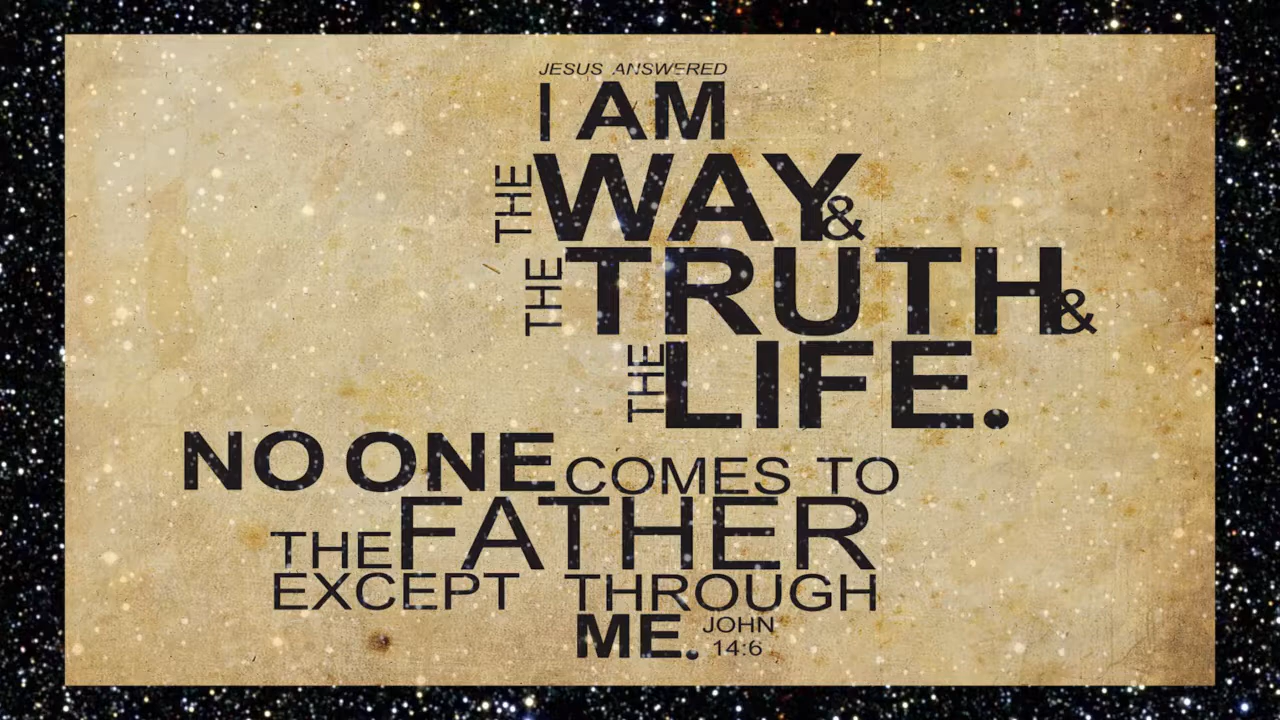 JESUS ANSWERED
I AM
THE WAY &
THE TRUTH &
THE LIFE.
NO ONE COMES TO
THE FATHER
EXCEPT THROUGH
ME. JOHN
14:6